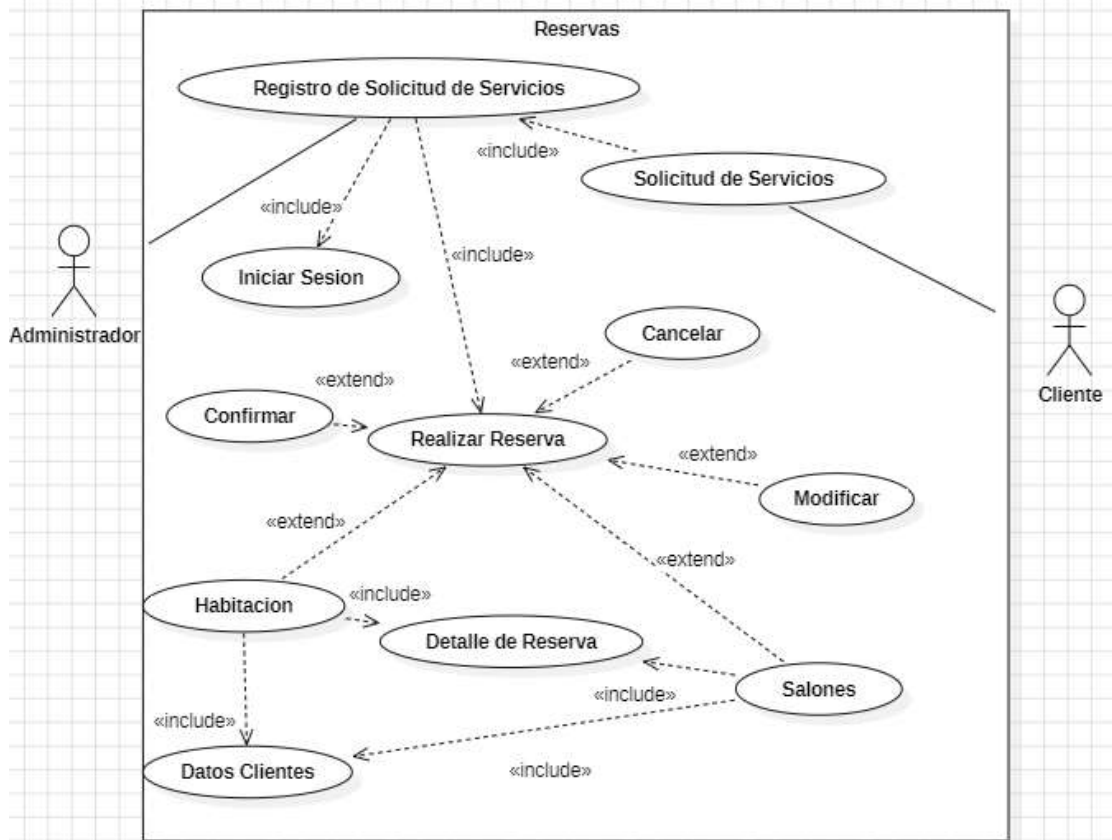 Reservas
Registro de Solicitud de Servicios
«include»
Solicitud de Servicios
«include»
«include»
Iniciar Sesion
Administrador
Cancelar
«extend»
«extend»
Cliente
Confirmar
Realizar Reserva
«extend»
Modificar
«extend»
«extend»
Habitacion
«include»
Detalle de Reserva
Salones
«include»
«include»
Datos Clientes
«include»